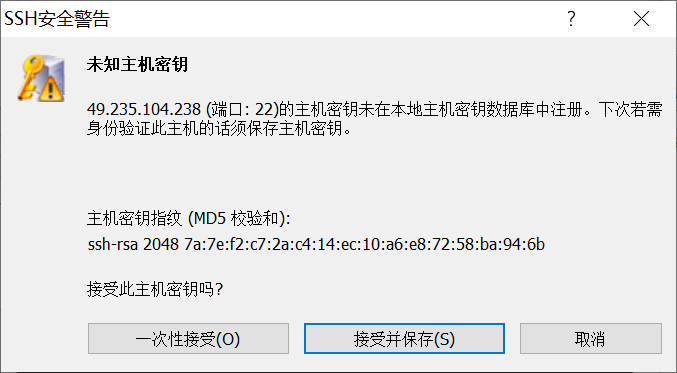 SSH安全警告
未知主机密钥
49.235.104.238 (端口: 22)的主机密钥未在本地主机密钥数据库中注册。下次若需
身份验证此主机的话须保存主机密钥。
主机密钥指纹 (MD5 校验和):
ssh-rsa 2048 7a:7e:f2:c7:2a:c4:14:ec:10:a6:e8:72:58:ba:94:6b
接受此主机密钥吗?
一次性接受(O)
接受并保存(S)
取消